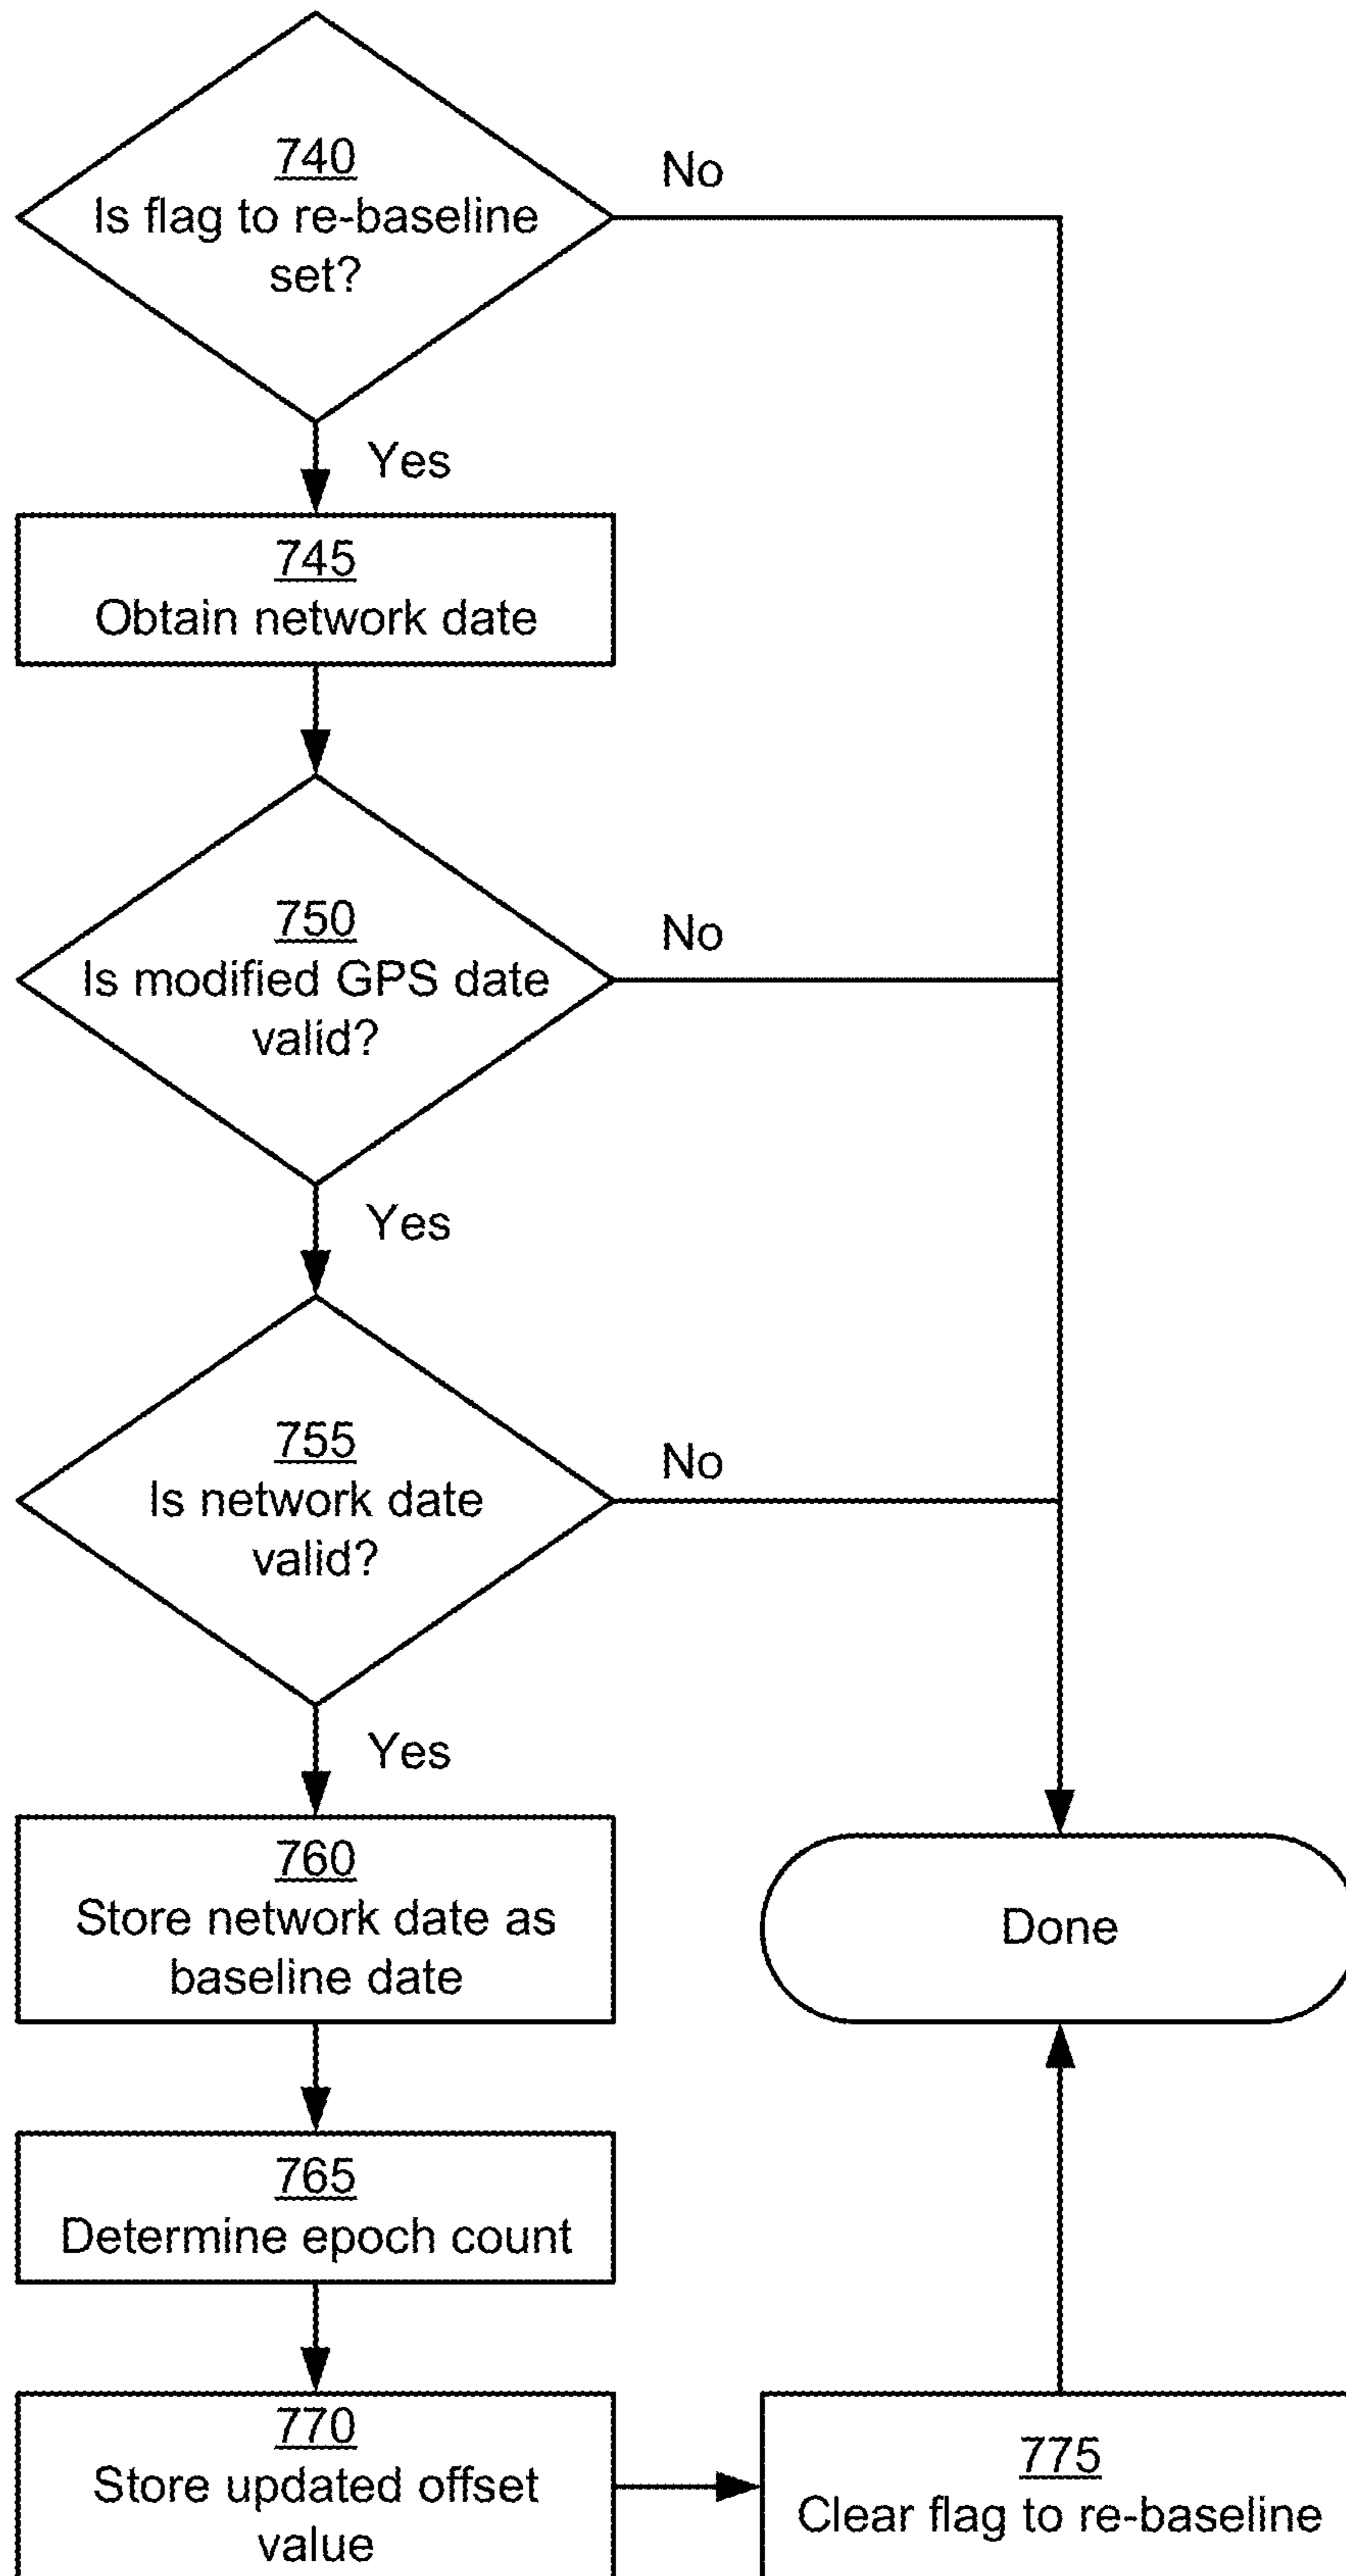 740
Is flag to re-baseline
set?
No
Yes
745
Obtain network date
750
Is modified GPS date
valid?
No
Yes
755
Is network date
valid?
No
Yes
760
Store network date as
baseline date
Done
765
Determine epoch count
770
Store updated offset
value
775
Clear flag to re-baseline